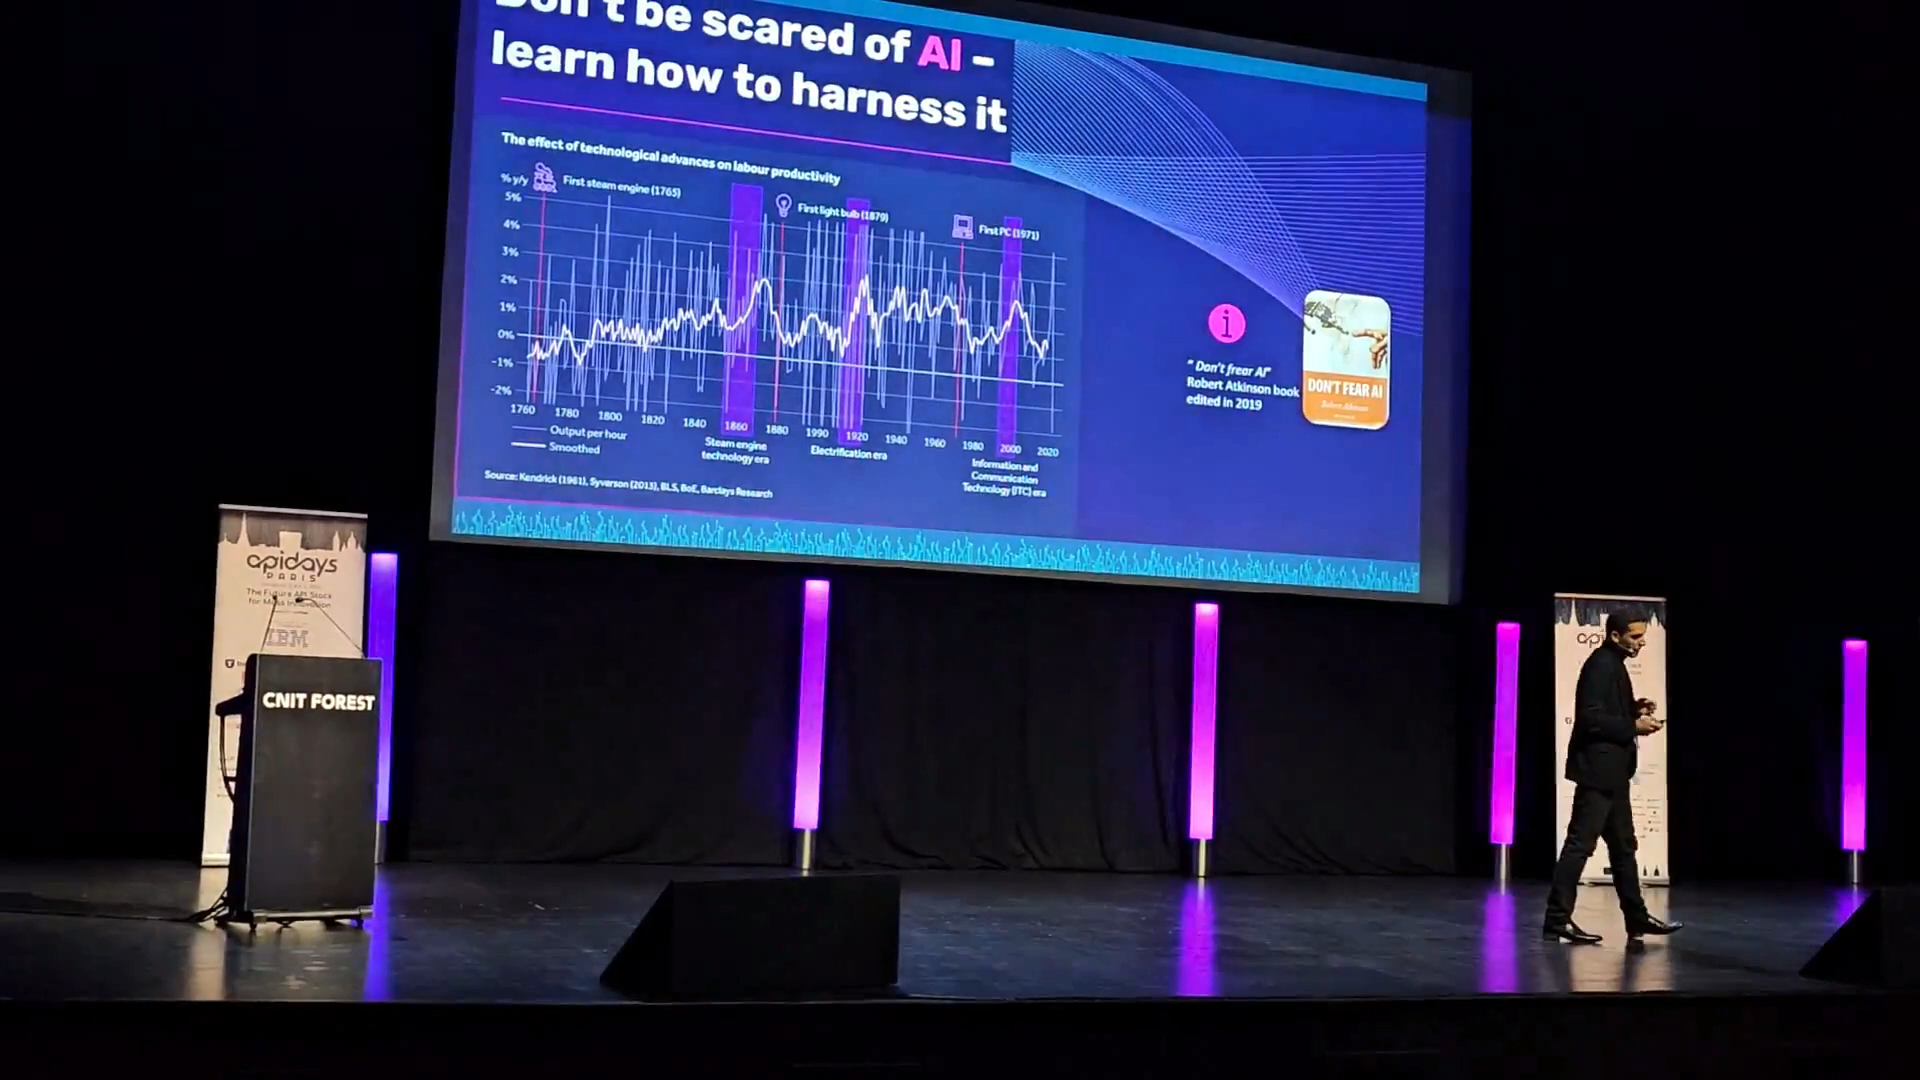 Don't be scared of AI –
learn how to harness it
The effect of technological advances on labour productivity
% y/y
First steam engine (1765)
First light bulb (1879)
First PC (1971)
5%
4%
3%
2%
1%
0%
-1%
-2%
1760 1780 1800 1820 1840 1860 1880 1990 1920 1940 1960 1980 2000 2020
Output per hour
Smoothed
Steam engine
technology era
Electrification era
Information and
Communication
Technology (ITC) era
Source: Kendrick (1961), Syverson (2013), BLS, BoE, Barclays Research
i
" Don't frear AI"
Robert Atkinson book
edited in 2019
DON'T FEAR AI
Robert Atkinson
apidays
PARIS
The Future API Stack
for Mass Innovation
IBM
CNIT FOREST